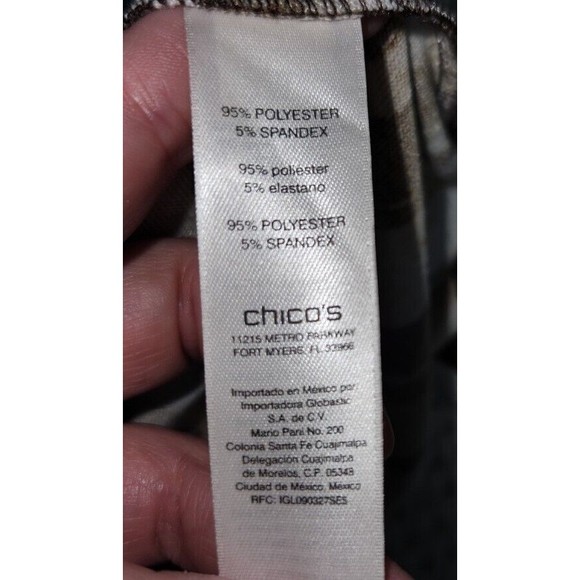 95% POLYESTER
5% SPANDEX
95% poliester
5% elastano
95% POLYESTER
5% SPANDEX
chico's
11215 METRO PARKWAY
FORT MYERS, FL 33966
Importado en México por:
Importadora Globastic
S.A. de C.V.
Mario Pani No. 200
Colonia Santa Fe Cuajimalpa
Delegación Cuajimalpa
de Morelos, C.P. 05348
Ciudad de México, Mexico
RFC: IGL090327SE5